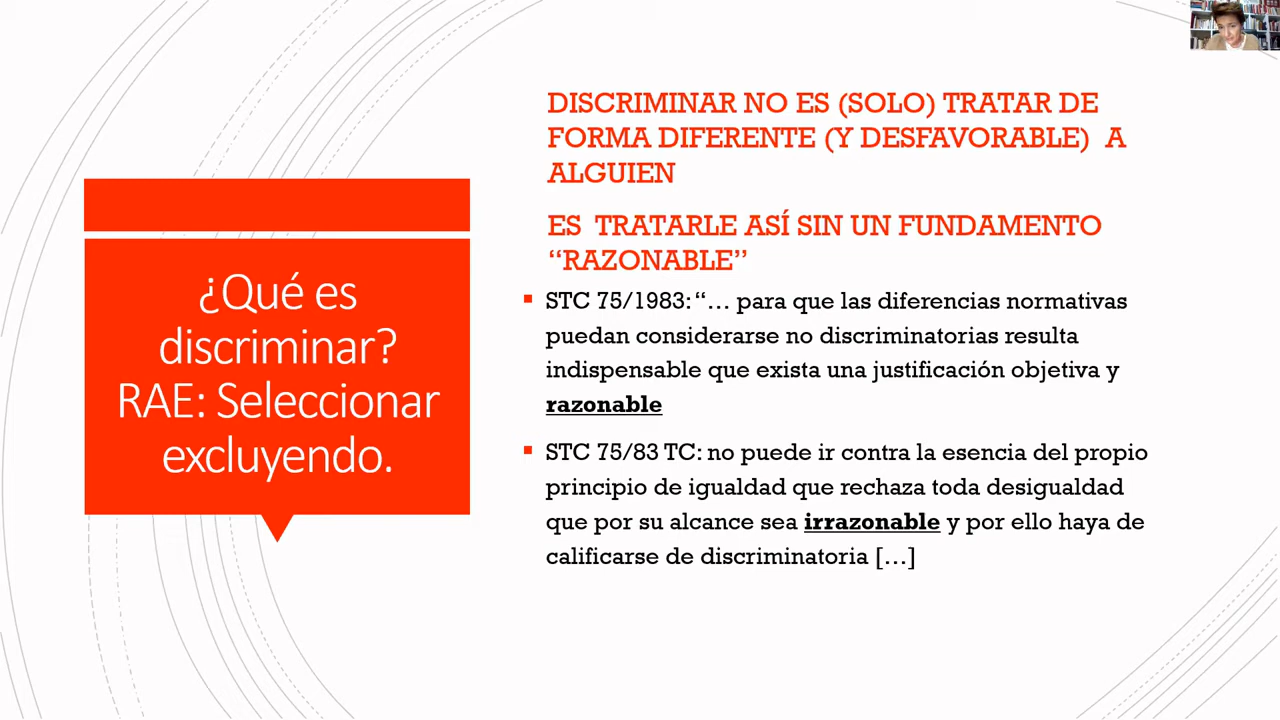 ¿Qué es
discriminar?
RAE: Seleccionar
excluyendo.
DISCRIMINAR NO ES (SOLO) TRATAR DE
FORMA DIFERENTE (Y DESFAVORABLE) A
ALGUIEN
ES TRATARLE ASÍ SIN UN FUNDAMENTO
“RAZONABLE”
▪ STC 75/1983: “… para que las diferencias normativas
puedan considerarse no discriminatorias resulta
indispensable que exista una justificación objetiva y
razonable
▪ STC 75/83 TC: no puede ir contra la esencia del propio
principio de igualdad que rechaza toda desigualdad
que por su alcance sea irrazonable y por ello haya de
calificarse de discriminatoria […]